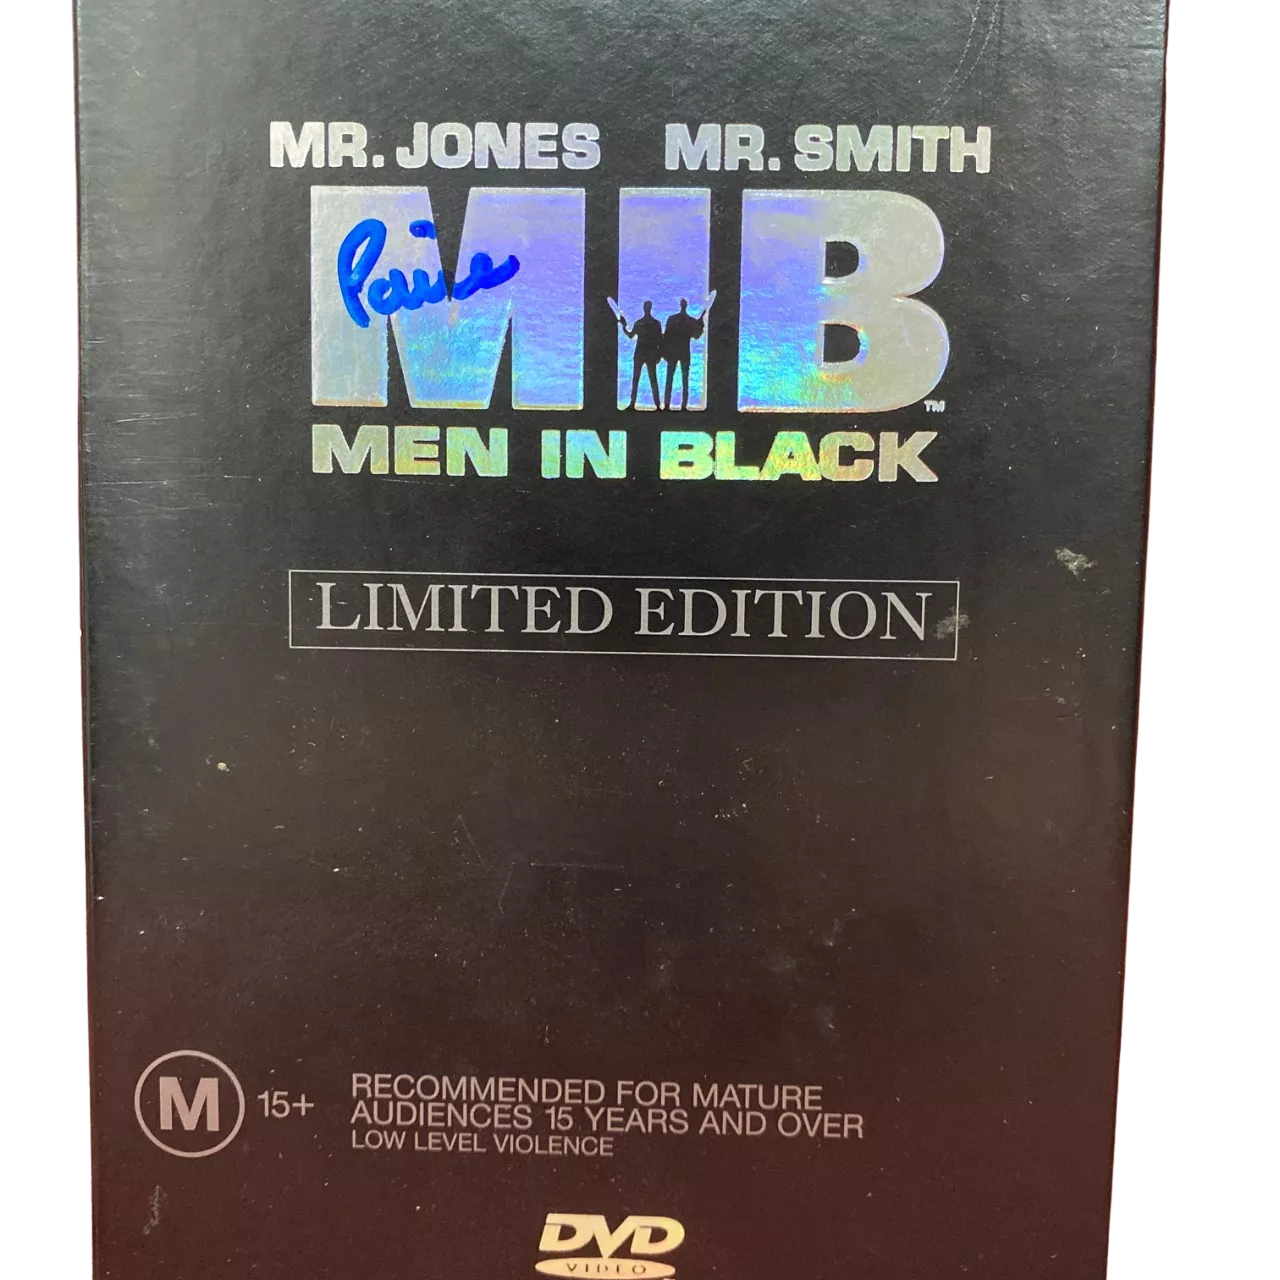 MR. JONES MR. SMITH
MIB™
MEN IN BLACK
LIMITED EDITION
M 15+ RECOMMENDED FOR MATURE
AUDIENCES 15 YEARS AND OVER
LOW LEVEL VIOLENCE
DVD
VIDEO